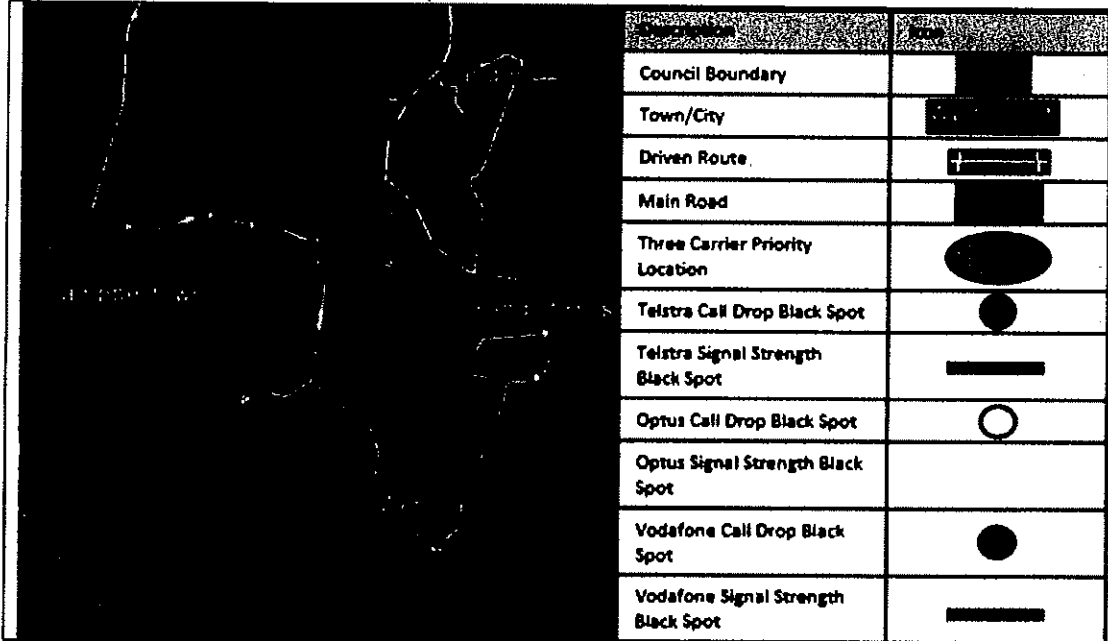 Description
Icon
Council Boundary
Town/City
Driven Route
Main Road
Three Carrier Priority
Location
Telstra Call Drop Black Spot
Telstra Signal Strength
Black Spot
Optus Call Drop Black Spot
Optus Signal Strength Black
Spot
Vodafone Call Drop Black
Spot
Vodafone Signal Strength
Black Spot